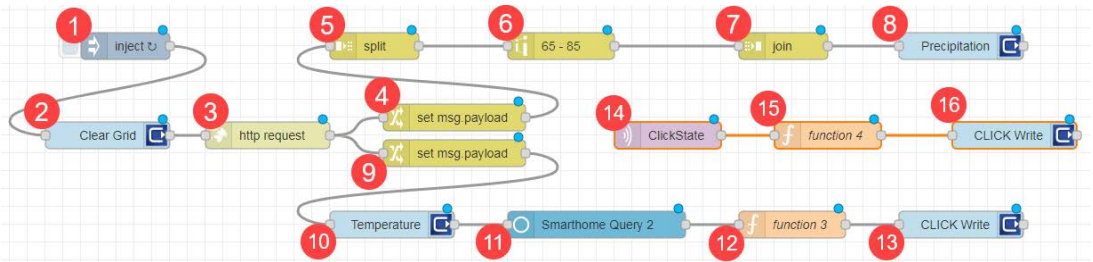 1 inject ↻
5 split
6 65 - 85
7 join
8 Precipitation
2 Clear Grid
3 http request
4 set msg.payload
9 set msg.payload
14 ClickState
15 function 4
16 CLICK Write
10 Temperature
11 Smarthome Query 2
12 function 3
13 CLICK Write